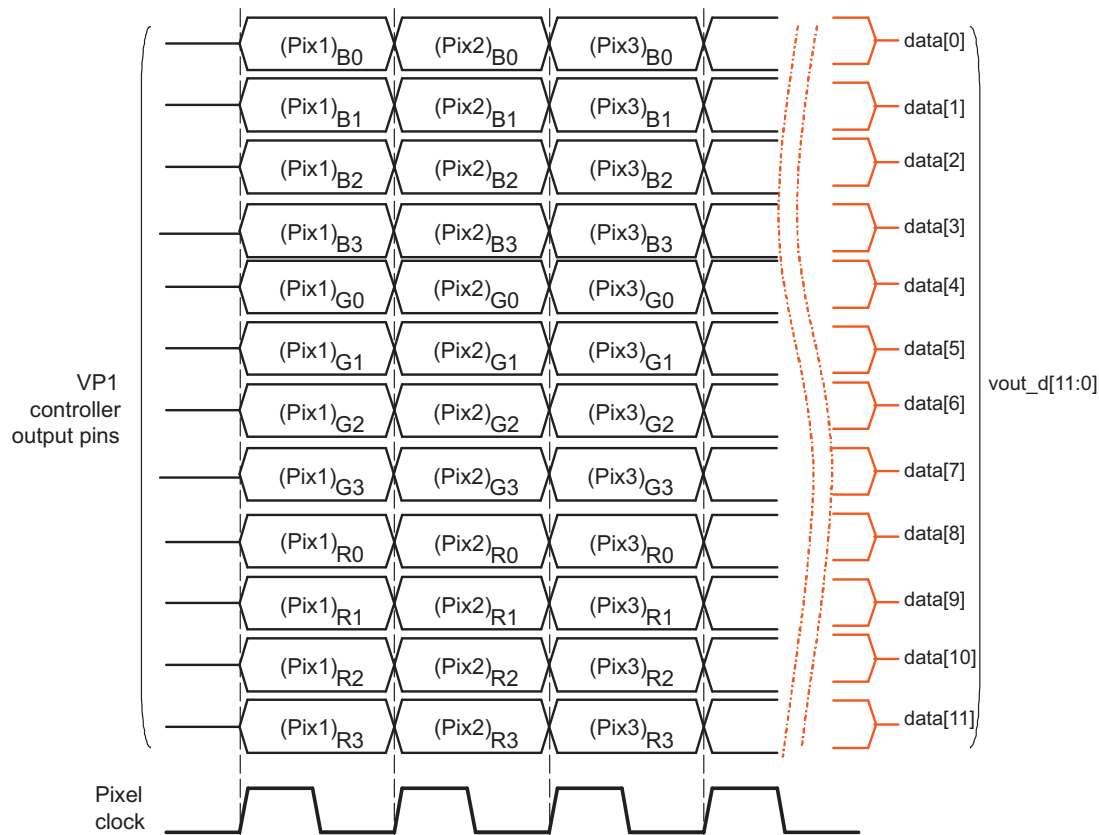 (Pix1)B0 (Pix2)B0 (Pix3)B0 data[0]
(Pix1)B1 (Pix2)B1 (Pix3)B1 data[1]
(Pix1)B2 (Pix2)B2 (Pix3)B2 data[2]
(Pix1)B3 (Pix2)B3 (Pix3)B3 data[3]
(Pix1)G0 (Pix2)G0 (Pix3)G0 data[4]
(Pix1)G1 (Pix2)G1 (Pix3)G1 data[5]
VP1
controller
output pins
vout_d[11:0]
(Pix1)G2 (Pix2)G2 (Pix3)G2 data[6]
(Pix1)G3 (Pix2)G3 (Pix3)G3 data[7]
(Pix1)R0 (Pix2)R0 (Pix3)R0 data[8]
(Pix1)R1 (Pix2)R1 (Pix3)R1 data[9]
(Pix1)R2 (Pix2)R2 (Pix3)R2 data[10]
(Pix1)R3 (Pix2)R3 (Pix3)R3 data[11]
Pixel
clock